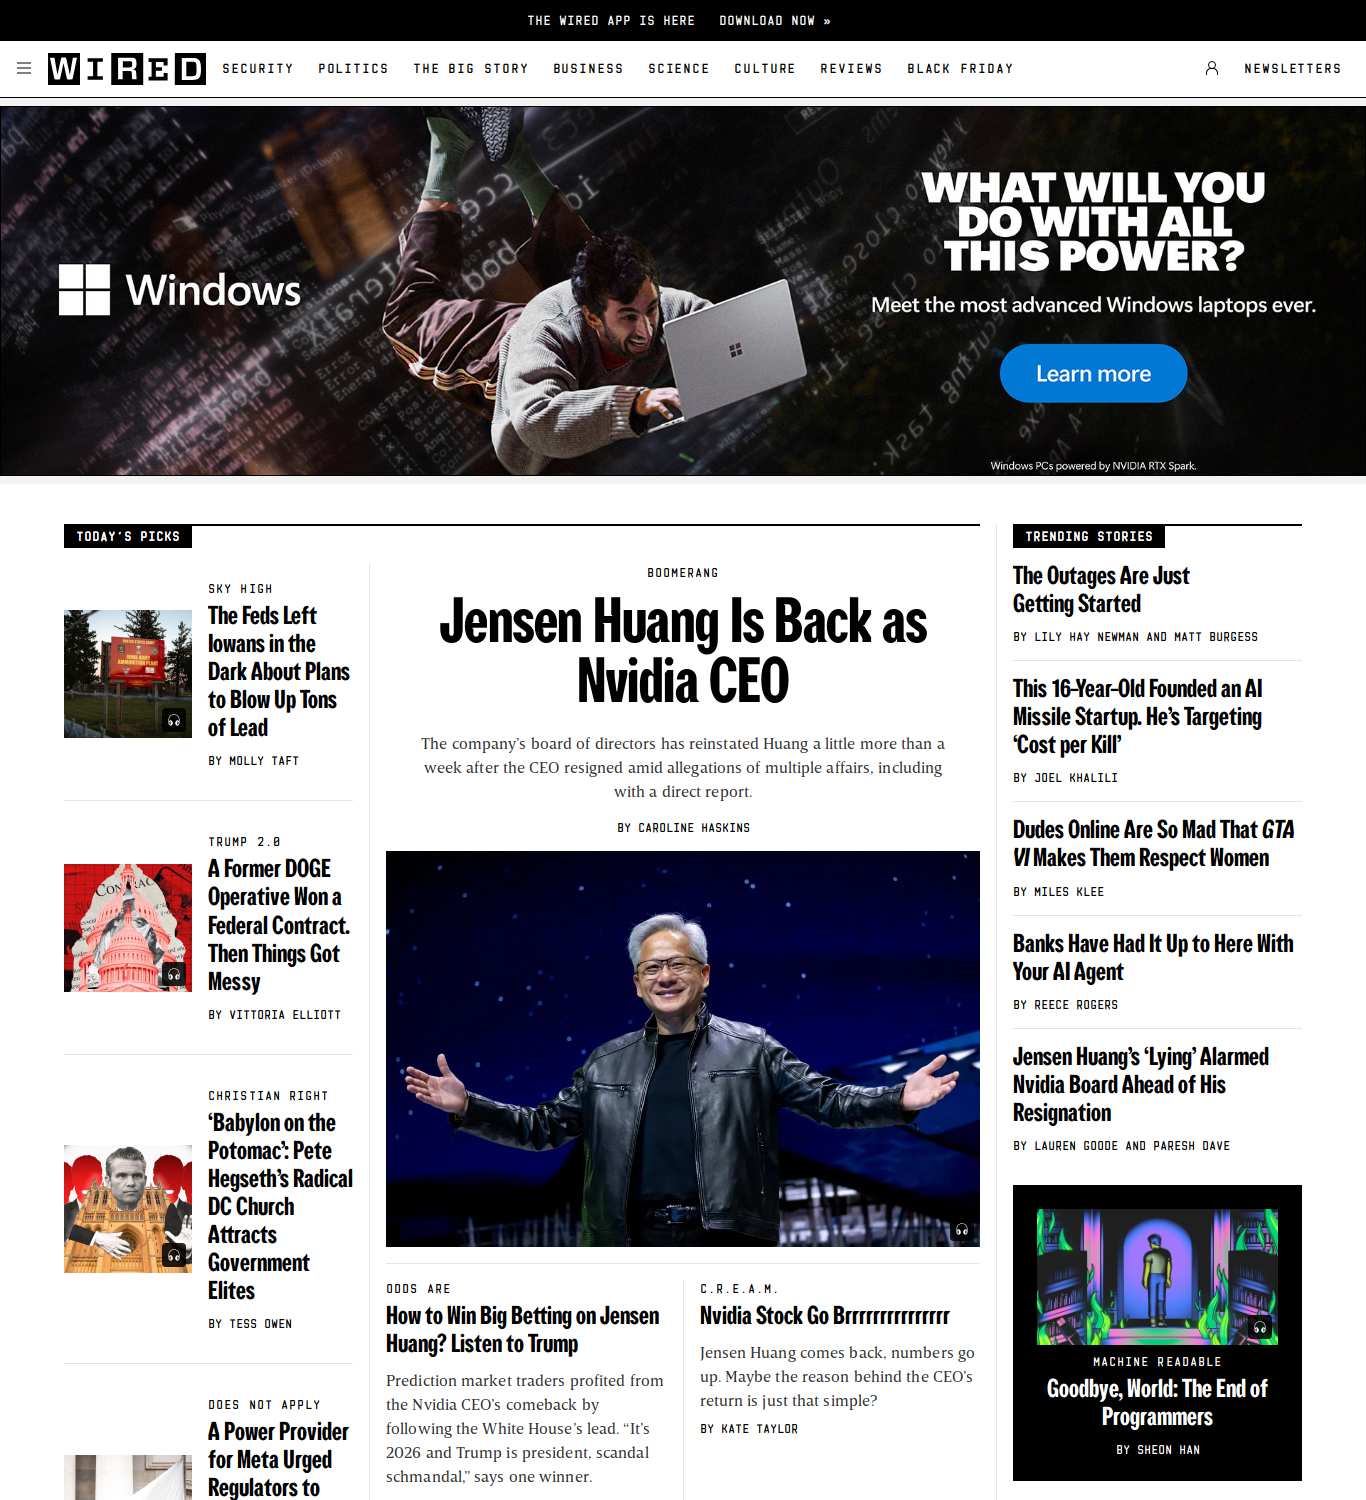 THE WIRED APP IS HERE DOWNLOAD NOW »
WIRED
SECURITY POLITICS THE BIG STORY BUSINESS SCIENCE CULTURE REVIEWS BLACK FRIDAY NEWSLETTERS
Windows
WHAT WILL YOU
DO WITH ALL
THIS POWER?
Meet the most advanced Windows laptops ever.
Learn more
Windows PCs powered by NVIDIA RTX Spark.
TODAY'S PICKS
SKY HIGH
The Feds Left
Iowans in the
Dark About Plans
to Blow Up Tons
of Lead
BY MOLLY TAFT
TRUMP 2.0
A Former DOGE
Operative Won a
Federal Contract.
Then Things Got
Messy
BY VITTORIA ELLIOTT
CHRISTIAN RIGHT
‘Babylon on the
Potomac’: Pete
Hegseth’s Radical
DC Church
Attracts
Government
Elites
BY TESS OWEN
DOES NOT APPLY
A Power Provider
for Meta Urged
Regulators to
BOOMERANG
Jensen Huang Is Back as
Nvidia CEO
The company’s board of directors has reinstated Huang a little more than a
week after the CEO resigned amid allegations of multiple affairs, including
with a direct report.
BY CAROLINE HASKINS
ODDS ARE
How to Win Big Betting on Jensen
Huang? Listen to Trump
Prediction market traders profited from
the Nvidia CEO’s comeback by
following the White House’s lead. “It’s
2026 and Trump is president, scandal
schmandal,” says one winner.
C.R.E.A.M.
Nvidia Stock Go Brrrrrrrrrrrrrrr
Jensen Huang comes back, numbers go
up. Maybe the reason behind the CEO’s
return is just that simple?
BY KATE TAYLOR
TRENDING STORIES
The Outages Are Just
Getting Started
BY LILY HAY NEWMAN AND MATT BURGESS
This 16-Year-Old Founded an AI
Missile Startup. He’s Targeting
‘Cost per Kill’
BY JOEL KHALILI
Dudes Online Are So Mad That GTA
VI Makes Them Respect Women
BY MILES KLEE
Banks Have Had It Up to Here With
Your AI Agent
BY REECE ROGERS
Jensen Huang’s ‘Lying’ Alarmed
Nvidia Board Ahead of His
Resignation
BY LAUREN GOODE AND PARESH DAVE
MACHINE READABLE
Goodbye, World: The End of
Programmers
BY SHEON HAN